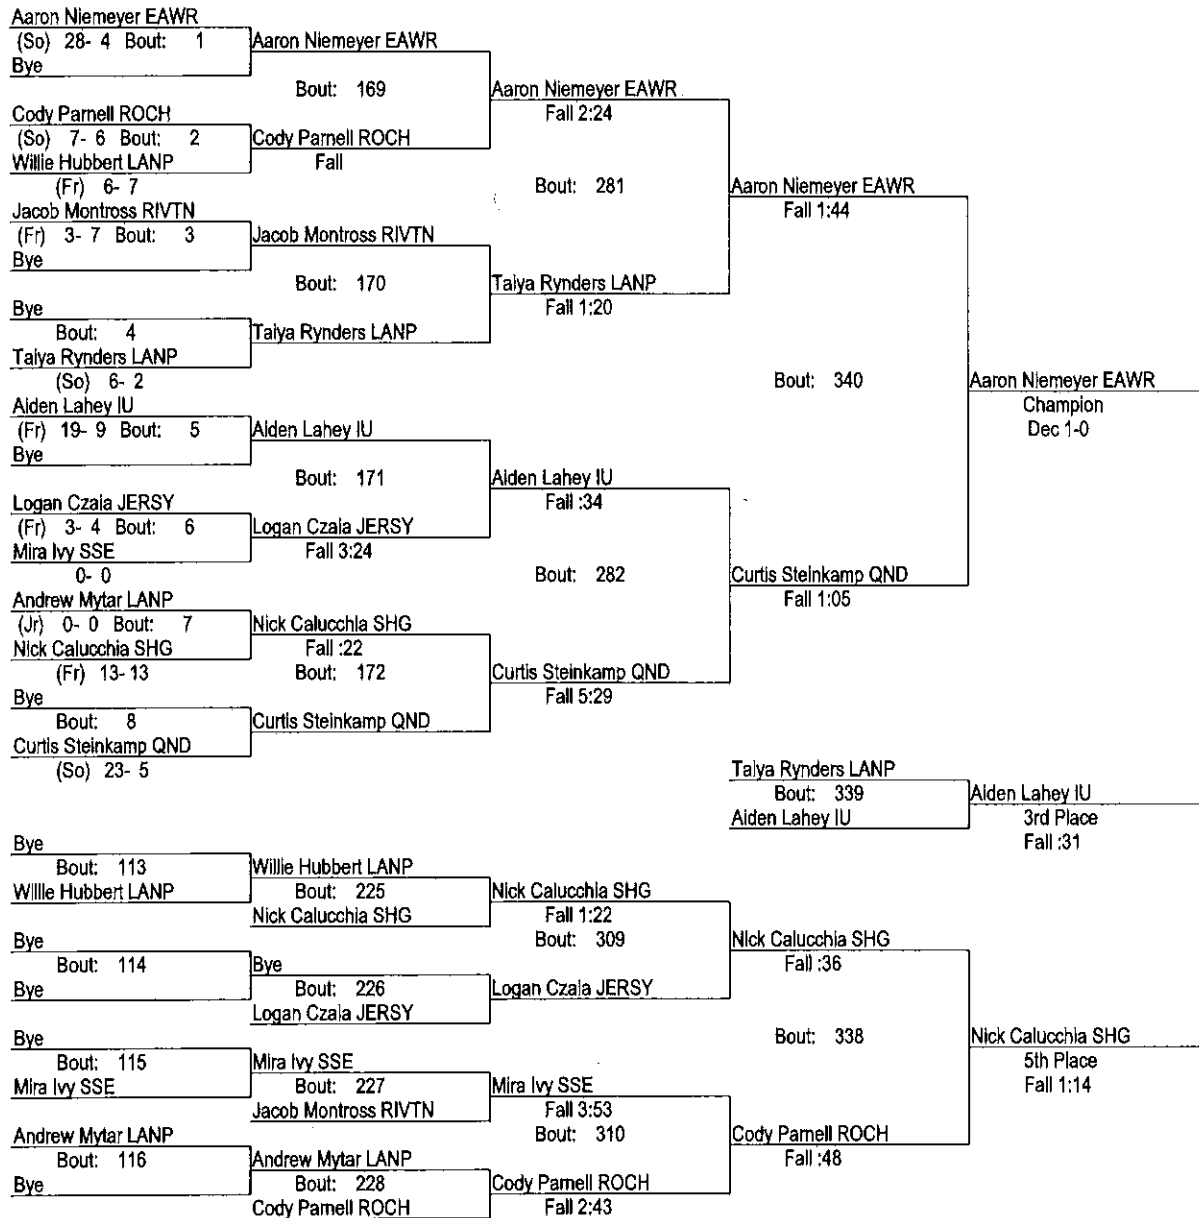 Aaron Niemeyer EAWR
(So) 28- 4 Bout: 1
Bye
Aaron Niemeyer EAWR
Bout: 169
Cody Parnell ROCH
(So) 7- 6 Bout: 2
Willie Hubbert LANP
(Fr) 6- 7
Cody Parnell ROCH
Fall
Aaron Niemeyer EAWR
Fall 2:24
Bout: 281
Jacob Montross RIVTN
(Fr) 3- 7 Bout: 3
Bye
Jacob Montross RIVTN
Bout: 170
Bye
Bout: 4
Talya Rynders LANP
(So) 6- 2
Talya Rynders LANP
Talya Rynders LANP
Fall 1:20
Aaron Niemeyer EAWR
Fall 1:44
Bout: 340
Aiden Lahey IU
(Fr) 19- 9 Bout: 5
Bye
Aiden Lahey IU
Bout: 171
Logan Czaia JERSY
(Fr) 3- 4 Bout: 6
Mira Ivy SSE
0- 0
Logan Czaia JERSY
Fall 3:24
Aiden Lahey IU
Fall :34
Bout: 282
Andrew Mytar LANP
(Jr) 0- 0 Bout: 7
Nick Calucchia SHG
(Fr) 13- 13
Nick Calucchia SHG
Fall :22
Bout: 172
Bye
Bout: 8
Curtis Steinkamp QND
(So) 23- 5
Curtis Steinkamp QND
Curtis Steinkamp QND
Fall 5:29
Curtis Steinkamp QND
Fall 1:05
Aaron Niemeyer EAWR
Champion
Dec 1-0
Talya Rynders LANP
Bout: 339
Aiden Lahey IU
Aiden Lahey IU
3rd Place
Fall :31
Bye
Bout: 113
Willie Hubbert LANP
Willie Hubbert LANP
Bout: 225
Nick Calucchia SHG
Nick Calucchia SHG
Fall 1:22
Bout: 309
Bye
Bout: 114
Bye
Bye
Bout: 226
Logan Czaia JERSY
Logan Czaia JERSY
Nick Calucchia SHG
Fall :36
Bout: 338
Bye
Bout: 115
Mira Ivy SSE
Mira Ivy SSE
Bout: 227
Jacob Montross RIVTN
Mira Ivy SSE
Fall 3:53
Bout: 310
Andrew Mytar LANP
Bout: 116
Bye
Andrew Mytar LANP
Bout: 228
Cody Parnell ROCH
Cody Parnell ROCH
Fall 2:43
Cody Parnell ROCH
Fall :48
Nick Calucchia SHG
5th Place
Fall 1:14